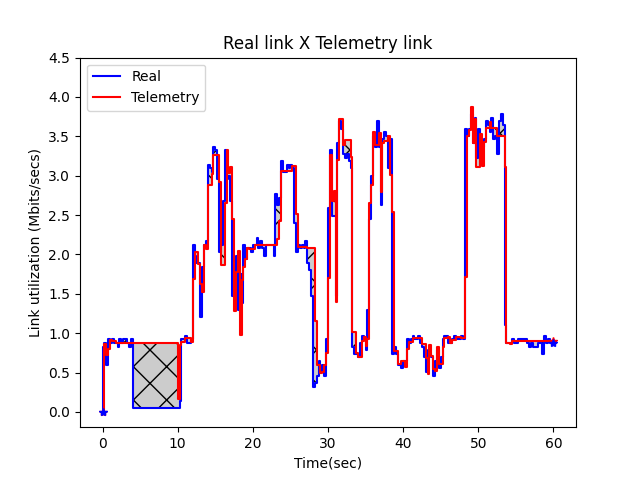 Real link X Telemetry link
Real
Telemetry
Link utilization (Mbits/secs)
4.5
4.0
3.5
3.0
2.5
2.0
1.5
1.0
0.5
0.0
0 10 20 30 40 50 60
Time(sec)